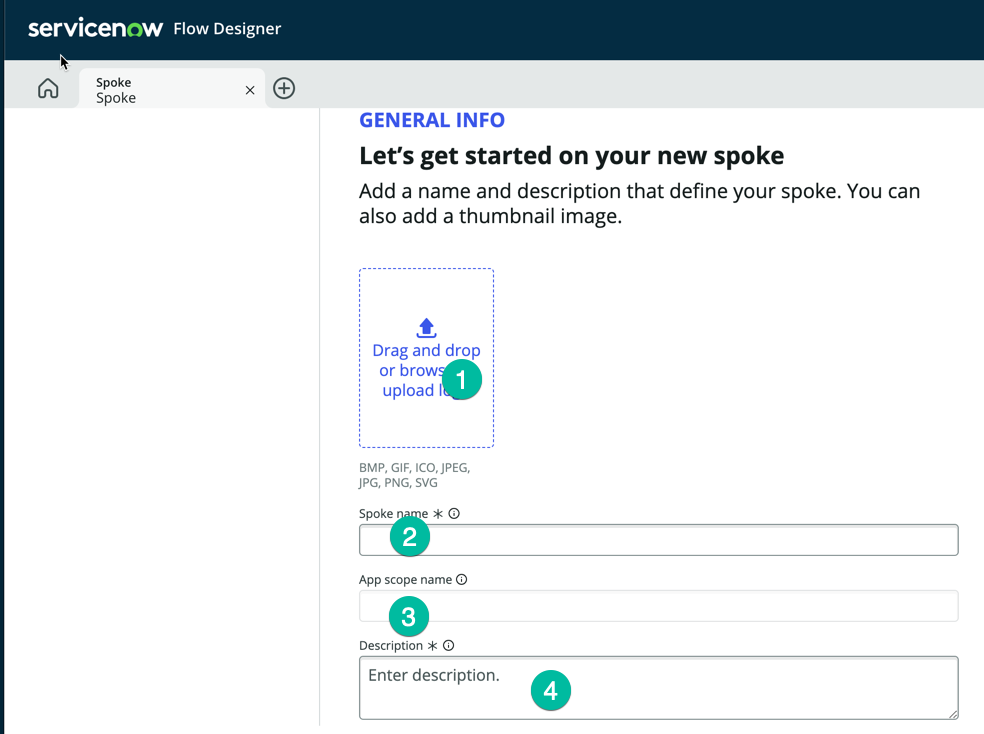 servicenow Flow Designer
Spoke
Spoke
GENERAL INFO
Let's get started on your new spoke
Add a name and description that define your spoke. You can
also add a thumbnail image.
Drag and drop
or brows
1
upload
BMP, GIF, ICO, JPEG,
JPG, PNG, SVG
Spoke name *
2
App scope name
3
Description *
Enter description.
4